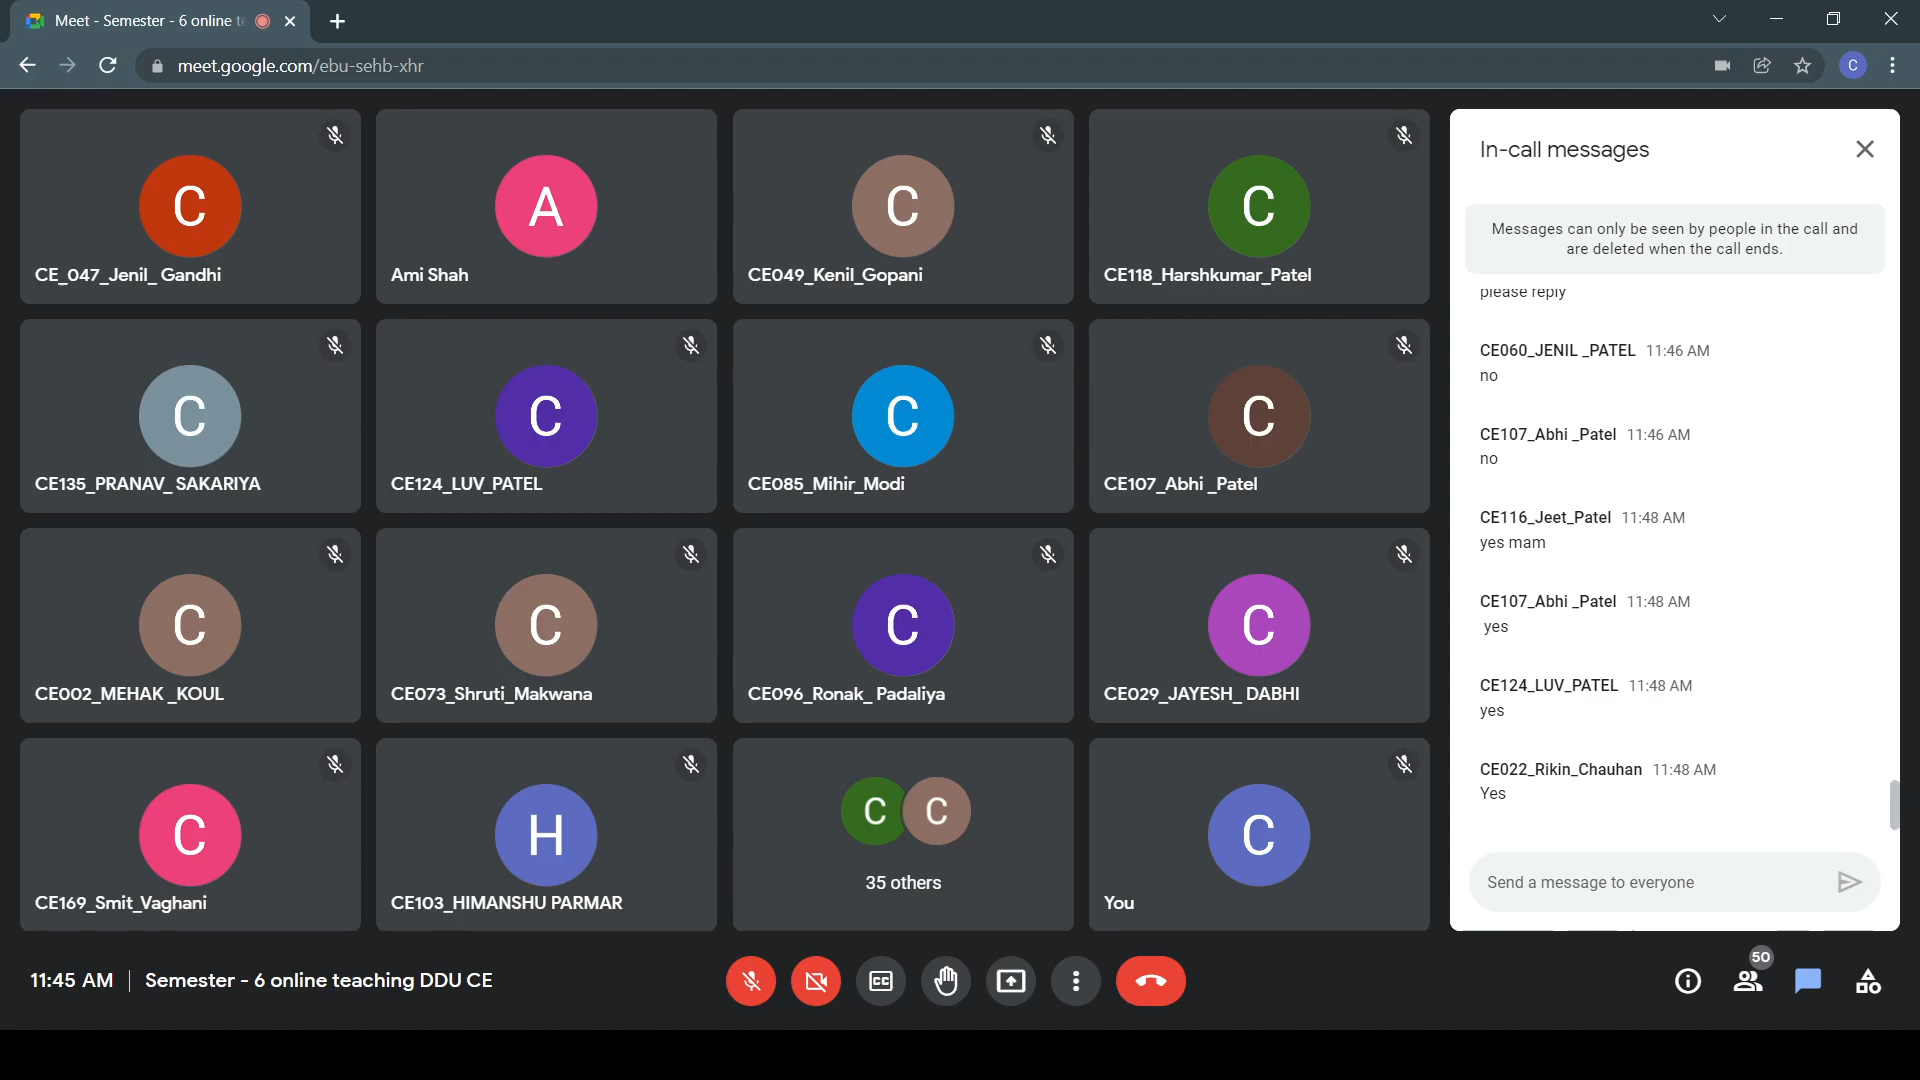 Meet - Semester - 6 online te
meet.google.com/ebu-sehb-xhr
C
C
CE_047_Jenil_ Gandhi
A
Ami Shah
C
CE049_Kenil_Gopani
C
CE118_Harshkumar_Patel
C
CE135_PRANAV_ SAKARIYA
C
CE124_LUV_PATEL
C
CE085_Mihir_Modi
C
CE107_Abhi _Patel
C
CE002_MEHAK _KOUL
C
CE073_Shruti_Makwana
C
CE096_Ronak_ Padaliya
C
CE029_JAYESH_ DABHI
C
CE169_Smit_Vaghani
H
CE103_HIMANSHU PARMAR
C C
35 others
C
You
In-call messages
Messages can only be seen by people in the call and
are deleted when the call ends.
please reply
CE060_JENIL _PATEL 11:46 AM
no
CE107_Abhi _Patel 11:46 AM
no
CE116_Jeet_Patel 11:48 AM
yes mam
CE107_Abhi _Patel 11:48 AM
yes
CE124_LUV_PATEL 11:48 AM
yes
CE022_Rikin_Chauhan 11:48 AM
Yes
Send a message to everyone
11:45 AM | Semester - 6 online teaching DDU CE
CC
50